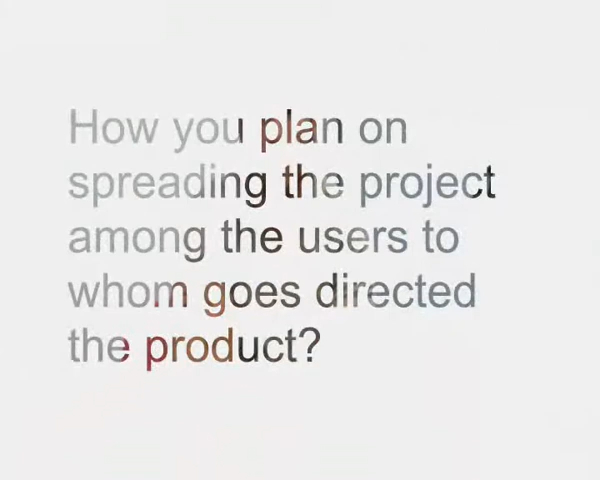 How you plan on
spreading the project
among the users to
whom goes directed
the product?